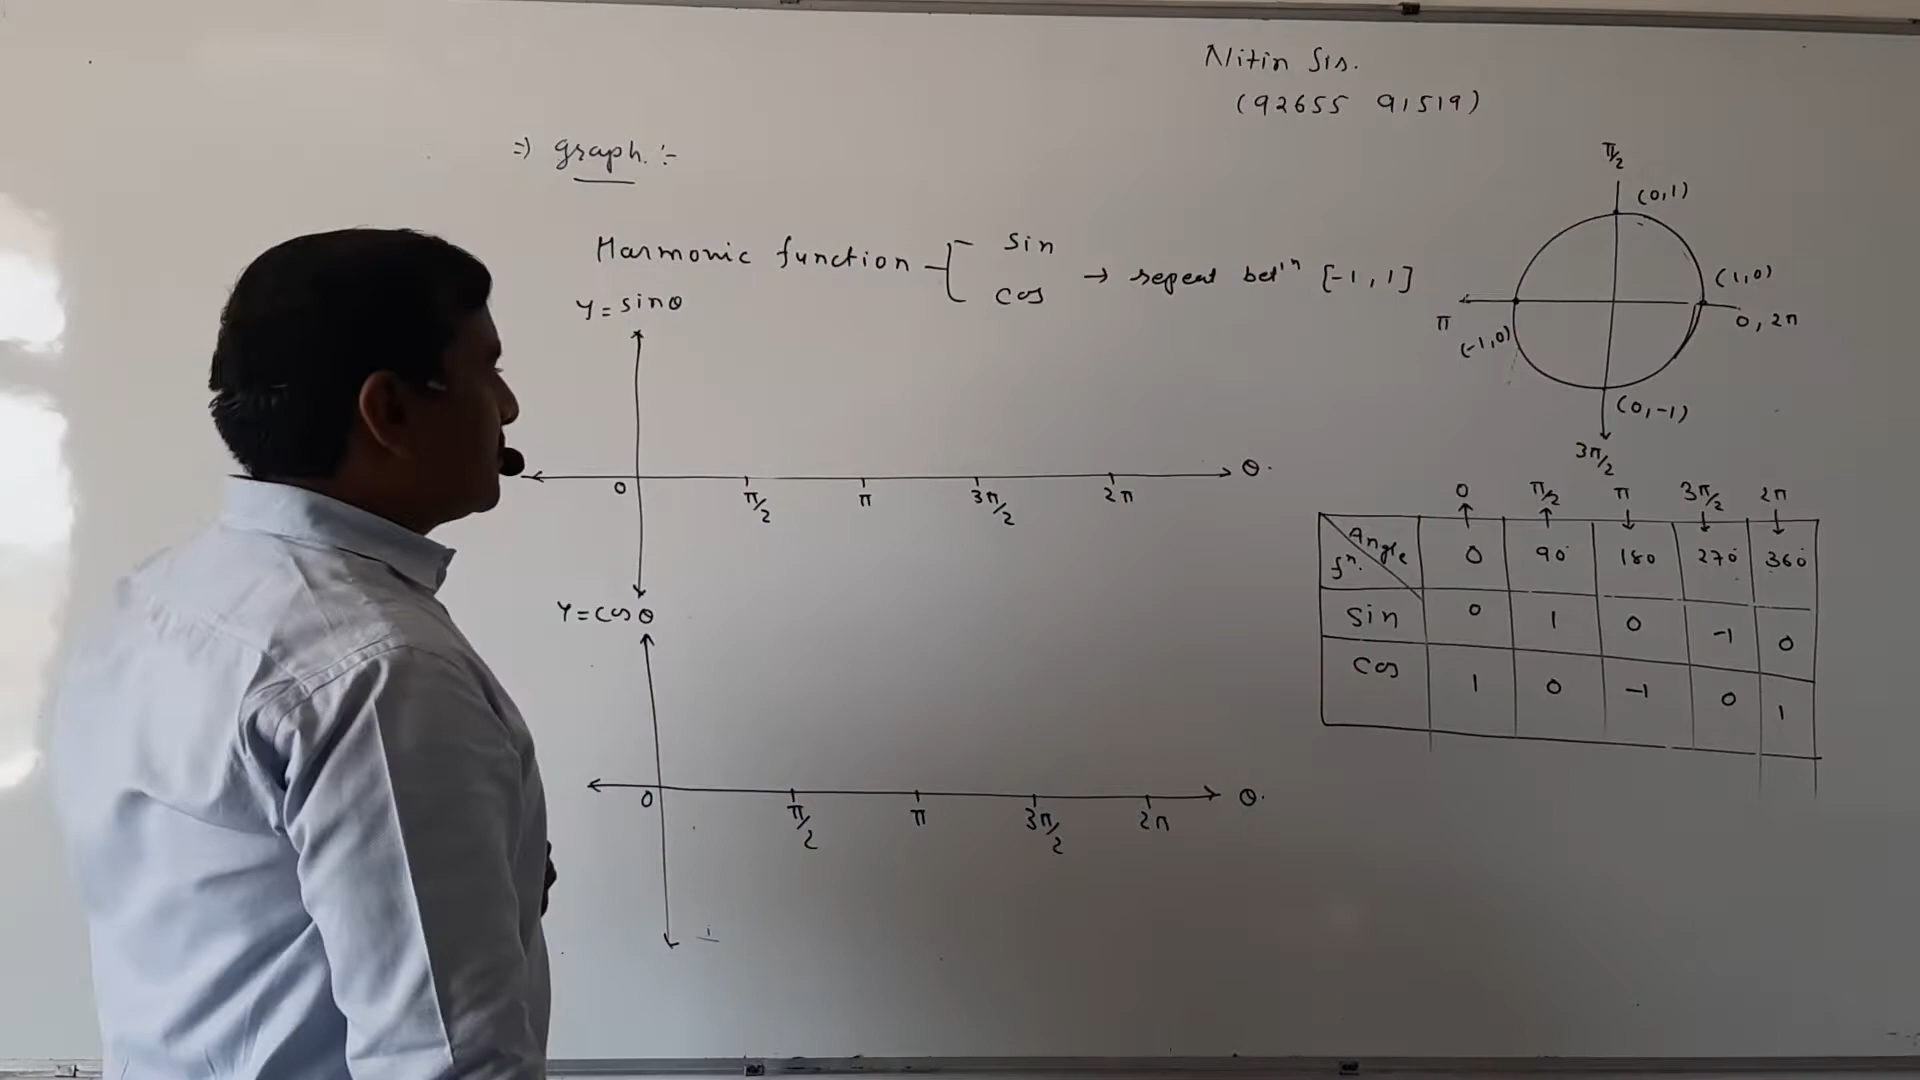 Nitin Sir.
(92655 91519)
=) graph :-
Harmonic function
sin
cos
→ repeat betⁿ [-1, 1]
y = sinθ
0 π/2 π 3π/2 2π θ.
y = cosθ
0 π/2 π 3π/2 2π θ.
π/2
(0,1)
(1,0)
0, 2π
π
(-1,0)
(0,-1)
3π/2
0 π/2 π 3π/2 2π
Angle
fⁿ.
0 90° 180 270° 360°
sin 0 1 0 -1 0
cos 1 0 -1 0 1